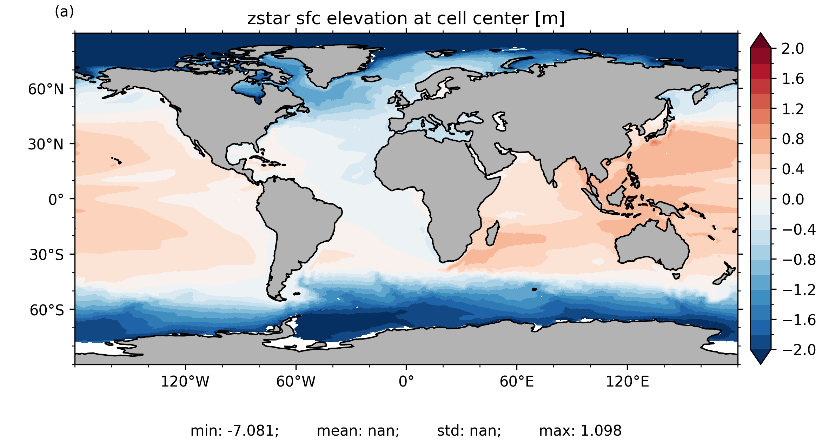 (a)
zstar sfc elevation at cell center [m]
60°N
30°N
0°
30°S
60°S
120°W 60°W 0° 60°E 120°E
2.0
1.6
1.2
0.8
0.4
0.0
−0.4
−0.8
−1.2
−1.6
−2.0
min: -7.081; mean: nan; std: nan; max: 1.098